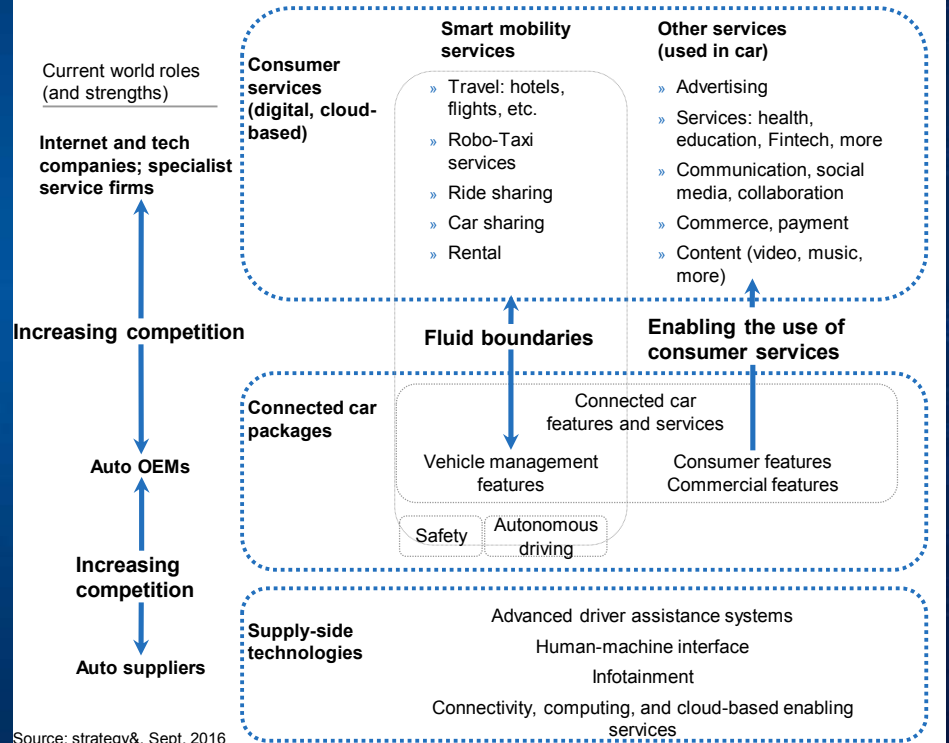 Current world roles
(and strengths)
Internet and tech
companies; specialist
service firms
Increasing competition
Auto OEMs
Increasing
competition
Auto suppliers
Consumer
services
(digital, cloud-
based)
Smart mobility
services
» Travel: hotels,
flights, etc.
» Robo-Taxi
services
» Ride sharing
» Car sharing
» Rental
Other services
(used in car)
» Advertising
» Services: health,
education, Fintech, more
» Communication, social
media, collaboration
» Commerce, payment
» Content (video, music,
more)
Fluid boundaries
Enabling the use of
consumer services
Connected car
packages
Connected car
features and services
Vehicle management
features
Consumer features
Commercial features
Safety
Autonomous
driving
Supply-side
technologies
Advanced driver assistance systems
Human-machine interface
Infotainment
Connectivity, computing, and cloud-based enabling
services
Source: strategy&, Sept. 2016